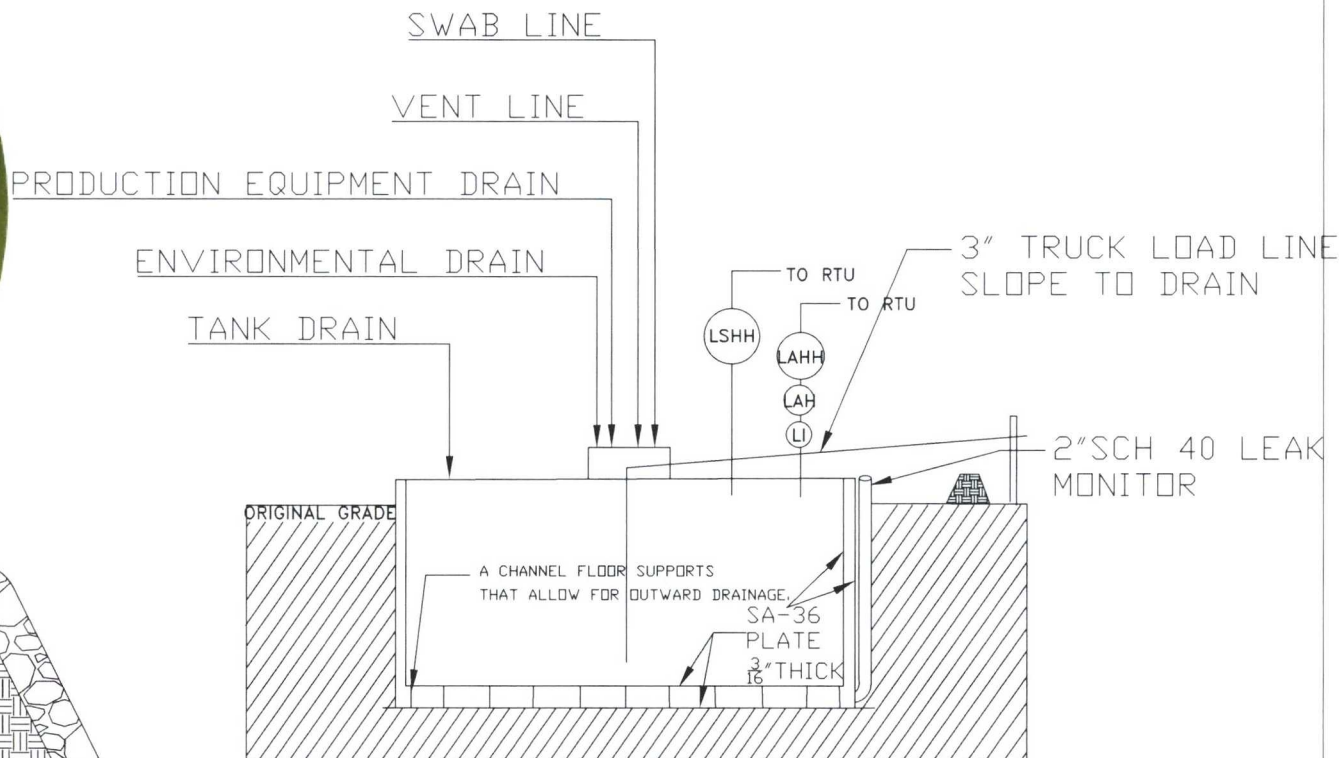 SWAB LINE
VENT LINE
PRODUCTION EQUIPMENT DRAIN
ENVIRONMENTAL DRAIN
TANK DRAIN
3" TRUCK LOAD LINE
SLOPE TO DRAIN
TO RTU
TO RTU
LSHH
LAHH
LAH
LI
2"SCH 40 LEAK
MONITOR
ORIGINAL GRADE
A CHANNEL FLOOR SUPPORTS
THAT ALLOW FOR OUTWARD DRAINAGE.
SA-36
PLATE
3/16"THICK